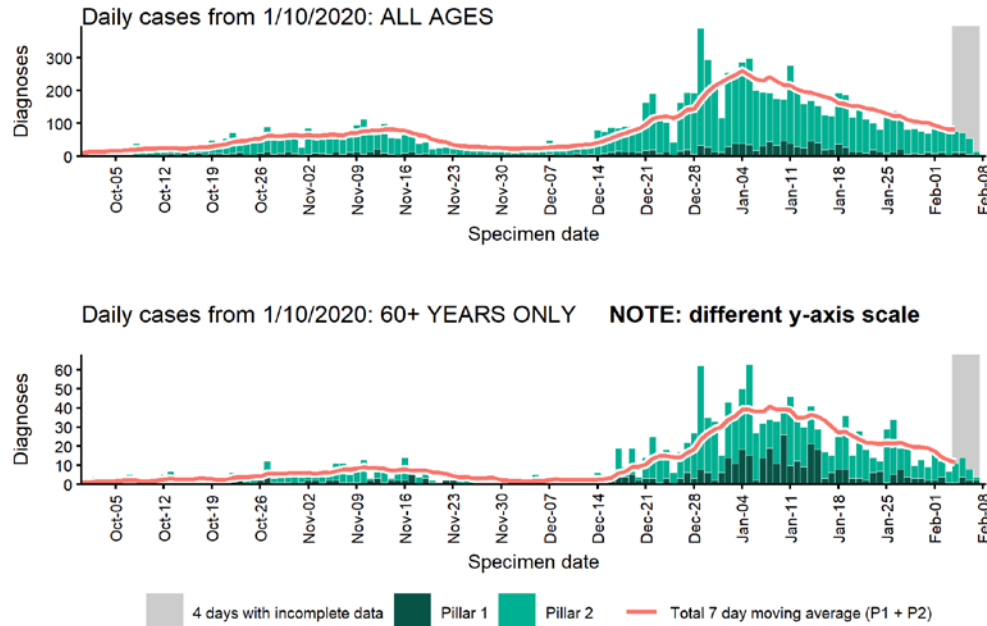 Daily cases from 1/10/2020: ALL AGES
Diagnoses
300
200
100
0
Oct-05 Oct-12 Oct-19 Oct-26 Nov-02 Nov-09 Nov-16 Nov-23 Nov-30 Dec-07 Dec-14 Dec-21 Dec-28 Jan-04 Jan-11 Jan-18 Jan-25 Feb-01 Feb-08
Specimen date
Daily cases from 1/10/2020: 60+ YEARS ONLY NOTE: different y-axis scale
Diagnoses
60
50
40
30
20
10
0
Oct-05 Oct-12 Oct-19 Oct-26 Nov-02 Nov-09 Nov-16 Nov-23 Nov-30 Dec-07 Dec-14 Dec-21 Dec-28 Jan-04 Jan-11 Jan-18 Jan-25 Feb-01 Feb-08
Specimen date
4 days with incomplete data Pillar 1 Pillar 2 Total 7 day moving average (P1 + P2)